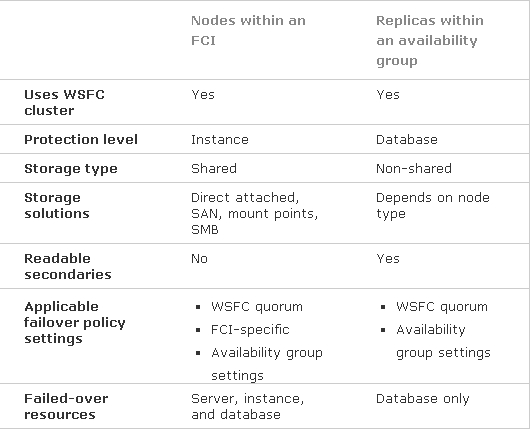 Nodes within an FCI
Replicas within an availability group
Uses WSFC cluster
Yes
Yes
Protection level
Instance
Database
Storage type
Shared
Non-shared
Storage solutions
Direct attached, SAN, mount points, SMB
Depends on node type
Readable secondaries
No
Yes
Applicable failover policy settings
▪ WSFC quorum
▪ FCI-specific
▪ Availability group settings
▪ WSFC quorum
▪ Availability group settings
Failed-over resources
Server, instance, and database
Database only